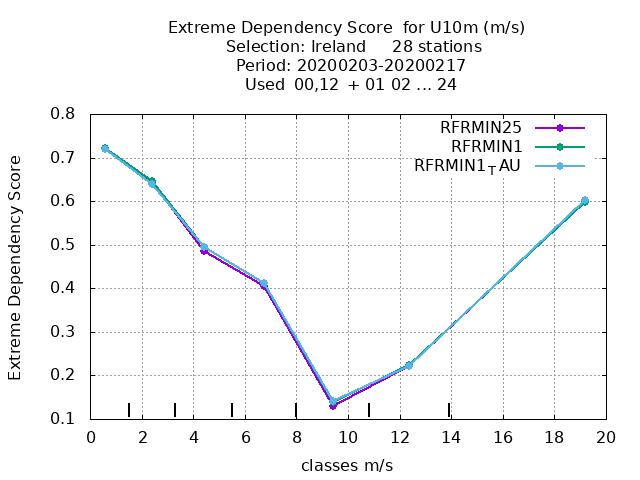 Extreme Dependency Score  for U10m (m/s)
Selection: Ireland     28 stations
Period: 20200203-20200217
Used  00,12  + 01 02 ... 24
RFRMIN25
RFRMIN1
RFRMIN1TAU
Extreme Dependency Score
0.8
0.7
0.6
0.5
0.4
0.3
0.2
0.1
0 2 4 6 8 10 12 14 16 18 20
classes m/s